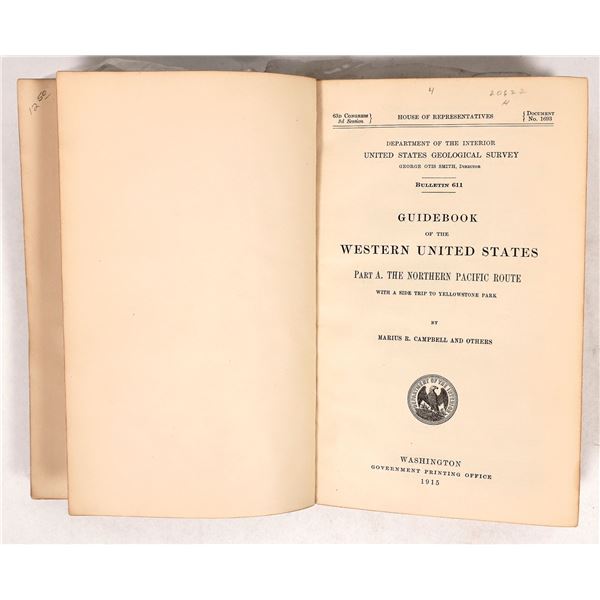 12.50
4 20622
H
63D CONGRESS } HOUSE OF REPRESENTATIVES { DOCUMENT
3d Session. } { No. 1693
DEPARTMENT OF THE INTERIOR
UNITED STATES GEOLOGICAL SURVEY
GEORGE OTIS SMITH, DIRECTOR
BULLETIN 611
GUIDEBOOK
OF THE
WESTERN UNITED STATES
PART A. THE NORTHERN PACIFIC ROUTE
WITH A SIDE TRIP TO YELLOWSTONE PARK
BY
MARIUS R. CAMPBELL AND OTHERS
DEPARTMENT OF THE INTERIOR
WASHINGTON
GOVERNMENT PRINTING OFFICE
1915